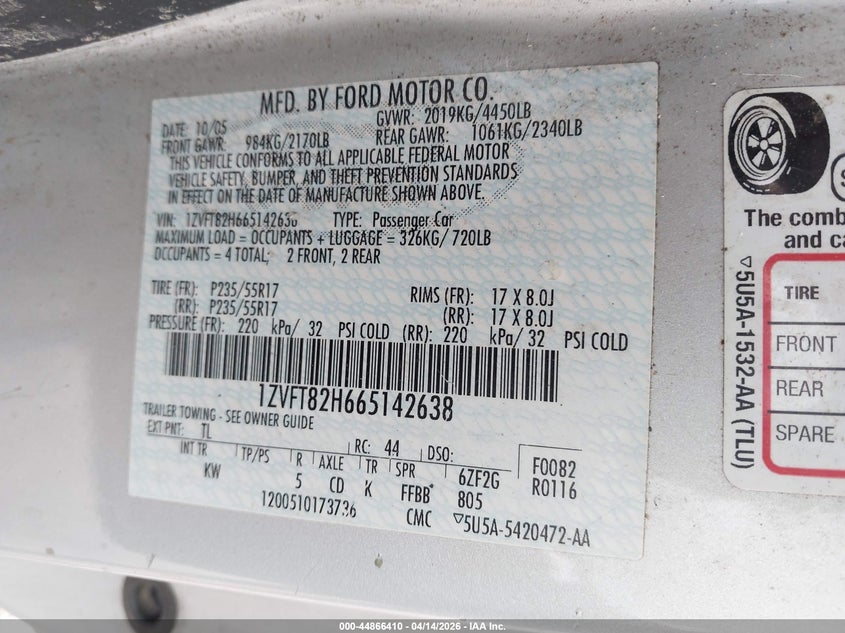 MFD. BY FORD MOTOR CO.
DATE: 10/05 GVWR: 2019KG/4450LB
FRONT GAWR: 984KG/2170LB REAR GAWR: 1061KG/2340LB
THIS VEHICLE CONFORMS TO ALL APPLICABLE FEDERAL MOTOR
VEHICLE SAFETY, BUMPER, AND THEFT PREVENTION STANDARDS
IN EFFECT ON THE DATE OF MANUFACTURE SHOWN ABOVE.
VIN: 1ZVFT82H665142638 TYPE: Passenger Car
MAXIMUM LOAD = OCCUPANTS + LUGGAGE = 326KG/720LB
OCCUPANTS = 4 TOTAL; 2 FRONT, 2 REAR
TIRE (FR): P235/55R17 RIMS (FR): 17 X 8.0J
(RR): P235/55R17 (RR): 17 X 8.0J
PRESSURE (FR): 220 kPa/ 32 PSI COLD (RR): 220 kPa/ 32 PSI COLD
1ZVFT82H665142638
TRAILER TOWING - SEE OWNER GUIDE
EXT PNT: TL RC: 44 DSO: F0082
INT TR TP/PS R AXLE TR SPR 6ZF2G R0116
KW 5 CD K FFBB* 805
1200510173736 CMC ▽5U5A-5420472-AA
The comb
and ca
▽5U5A-1532-AA (TLU)
TIRE
FRONT
REAR
SPARE
000-44866410 | 04/14/2026 | IAA Inc.